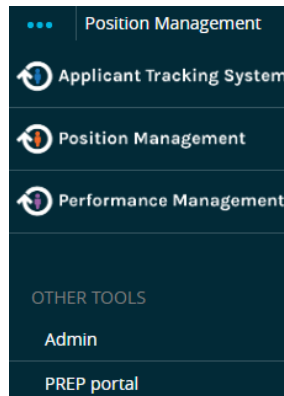 ••• Position Management
Applicant Tracking System
Position Management
Performance Management
OTHER TOOLS
Admin
PREP portal